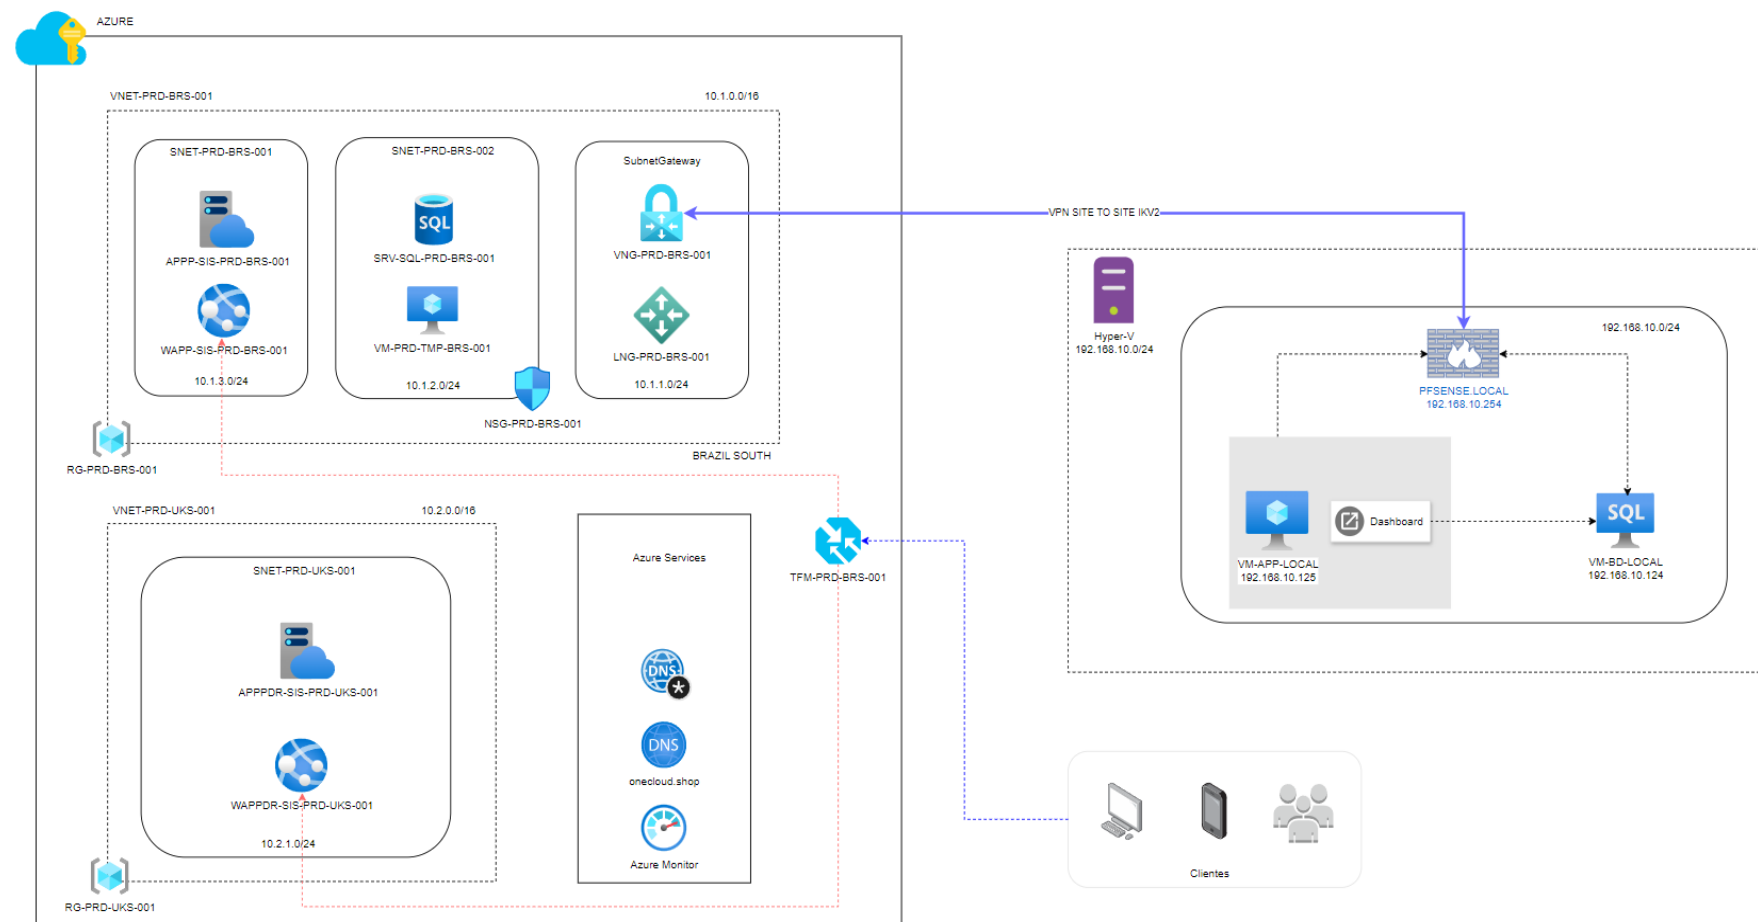 AZURE
VNET-PRD-BRS-001
10.1.0.0/16
SNET-PRD-BRS-001
APPP-SIS-PRD-BRS-001
WAPP-SIS-PRD-BRS-001
10.1.3.0/24
SNET-PRD-BRS-002
SQL
SRV-SQL-PRD-BRS-001
VM-PRD-TMP-BRS-001
10.1.2.0/24
NSG-PRD-BRS-001
SubnetGateway
VNG-PRD-BRS-001
LNG-PRD-BRS-001
10.1.1.0/24
RG-PRD-BRS-001
BRAZIL SOUTH
VPN SITE TO SITE IKV2
Hyper-V
192.168.10.0/24
192.168.10.0/24
PFSENSE.LOCAL
192.168.10.254
VM-APP-LOCAL
192.168.10.125
Dashboard
SQL
VM-BD-LOCAL
192.168.10.124
VNET-PRD-UKS-001
10.2.0.0/16
SNET-PRD-UKS-001
APPPDR-SIS-PRD-UKS-001
WAPPDR-SIS-PRD-UKS-001
10.2.1.0/24
RG-PRD-UKS-001
Azure Services
DNS
DNS
onecloud.shop
Azure Monitor
TFM-PRD-BRS-001
Clientes